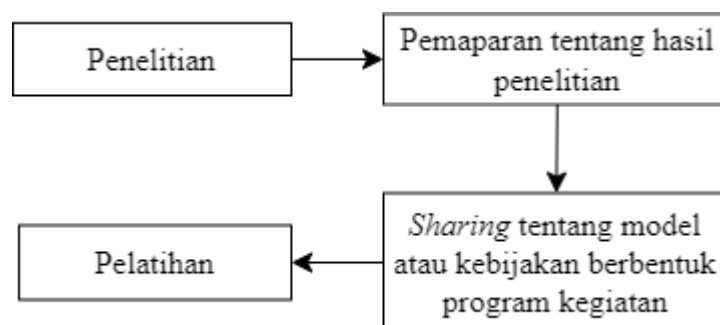 Penelitian
Pemaparan tentang hasil
penelitian
Sharing tentang model
atau kebijakan berbentuk
program kegiatan
Pelatihan